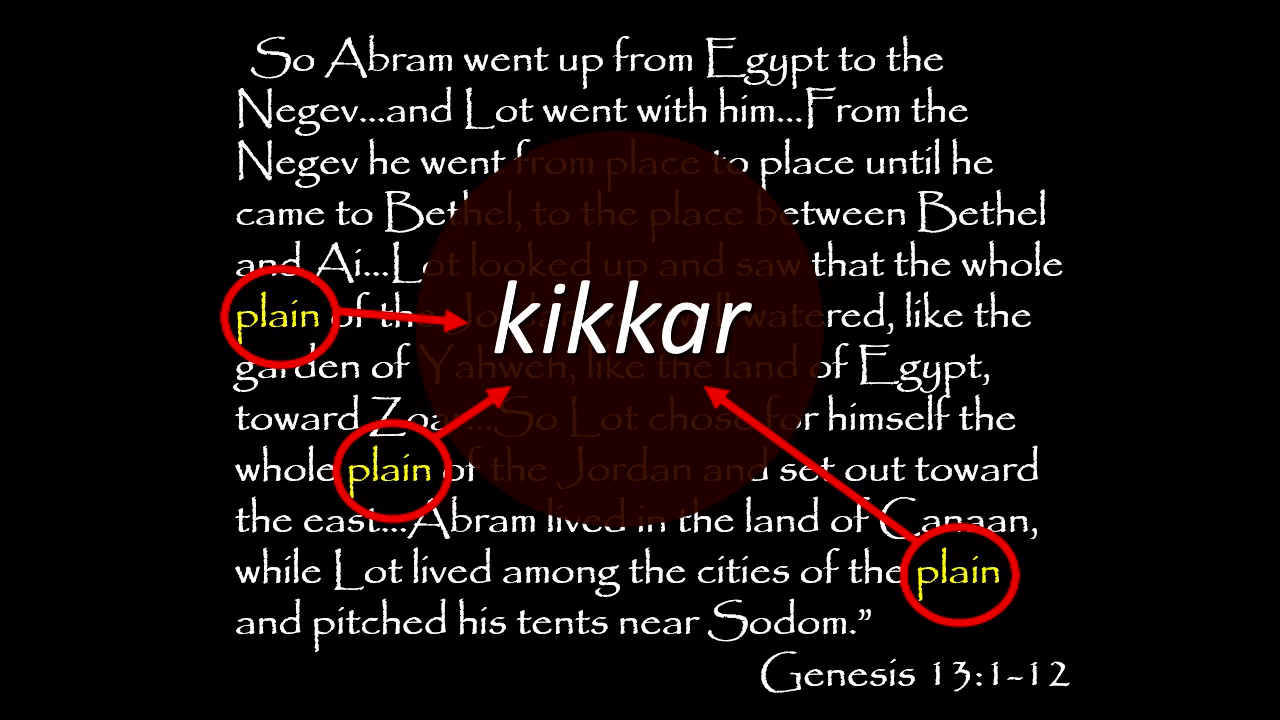 So Abram went up from Egypt to the
Negev...and Lot went with him...From the
Negev he went from place to place until he
came to Bethel, to the place between Bethel
and Ai...Lot looked up and saw that the whole
plain of the Jordan was well watered, like the
garden of Yahweh, like the land of Egypt,
toward Zoar...So Lot chose for himself the
whole plain of the Jordan and set out toward
the east...Abram lived in the land of Canaan,
while Lot lived among the cities of the plain
and pitched his tents near Sodom.”
Genesis 13:1-12
kikkar